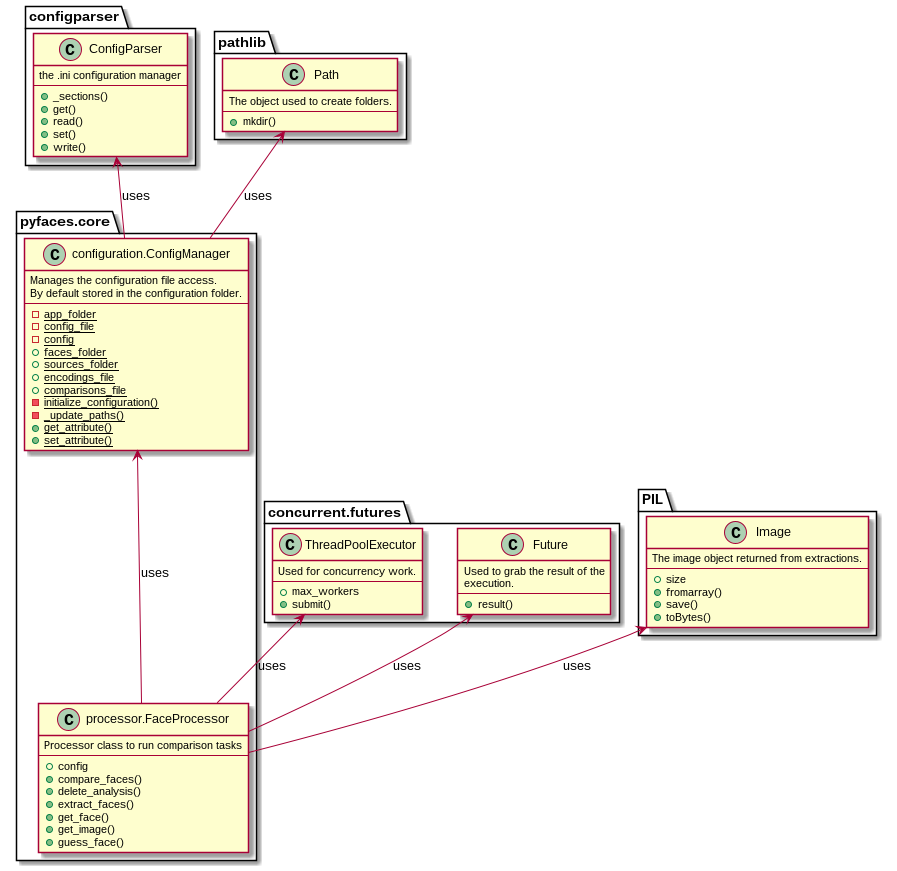 configparser
C ConfigParser
the .ini configuration manager
_sections()
get()
read()
set()
write()
pathlib
C Path
The object used to create folders.
mkdir()
uses
uses
pyfaces.core
C configuration.ConfigManager
Manages the configuration file access.
By default stored in the configuration folder.
app_folder
config_file
config
faces_folder
sources_folder
encodings_file
comparisons_file
initialize_configuration()
_update_paths()
get_attribute()
set_attribute()
uses
concurrent.futures
C ThreadPoolExecutor
Used for concurrency work.
max_workers
submit()
C Future
Used to grab the result of the
execution.
result()
PIL
C Image
The image object returned from extractions.
size
fromarray()
save()
toBytes()
uses
uses
uses
C processor.FaceProcessor
Processor class to run comparison tasks
config
compare_faces()
delete_analysis()
extract_faces()
get_face()
get_image()
guess_face()